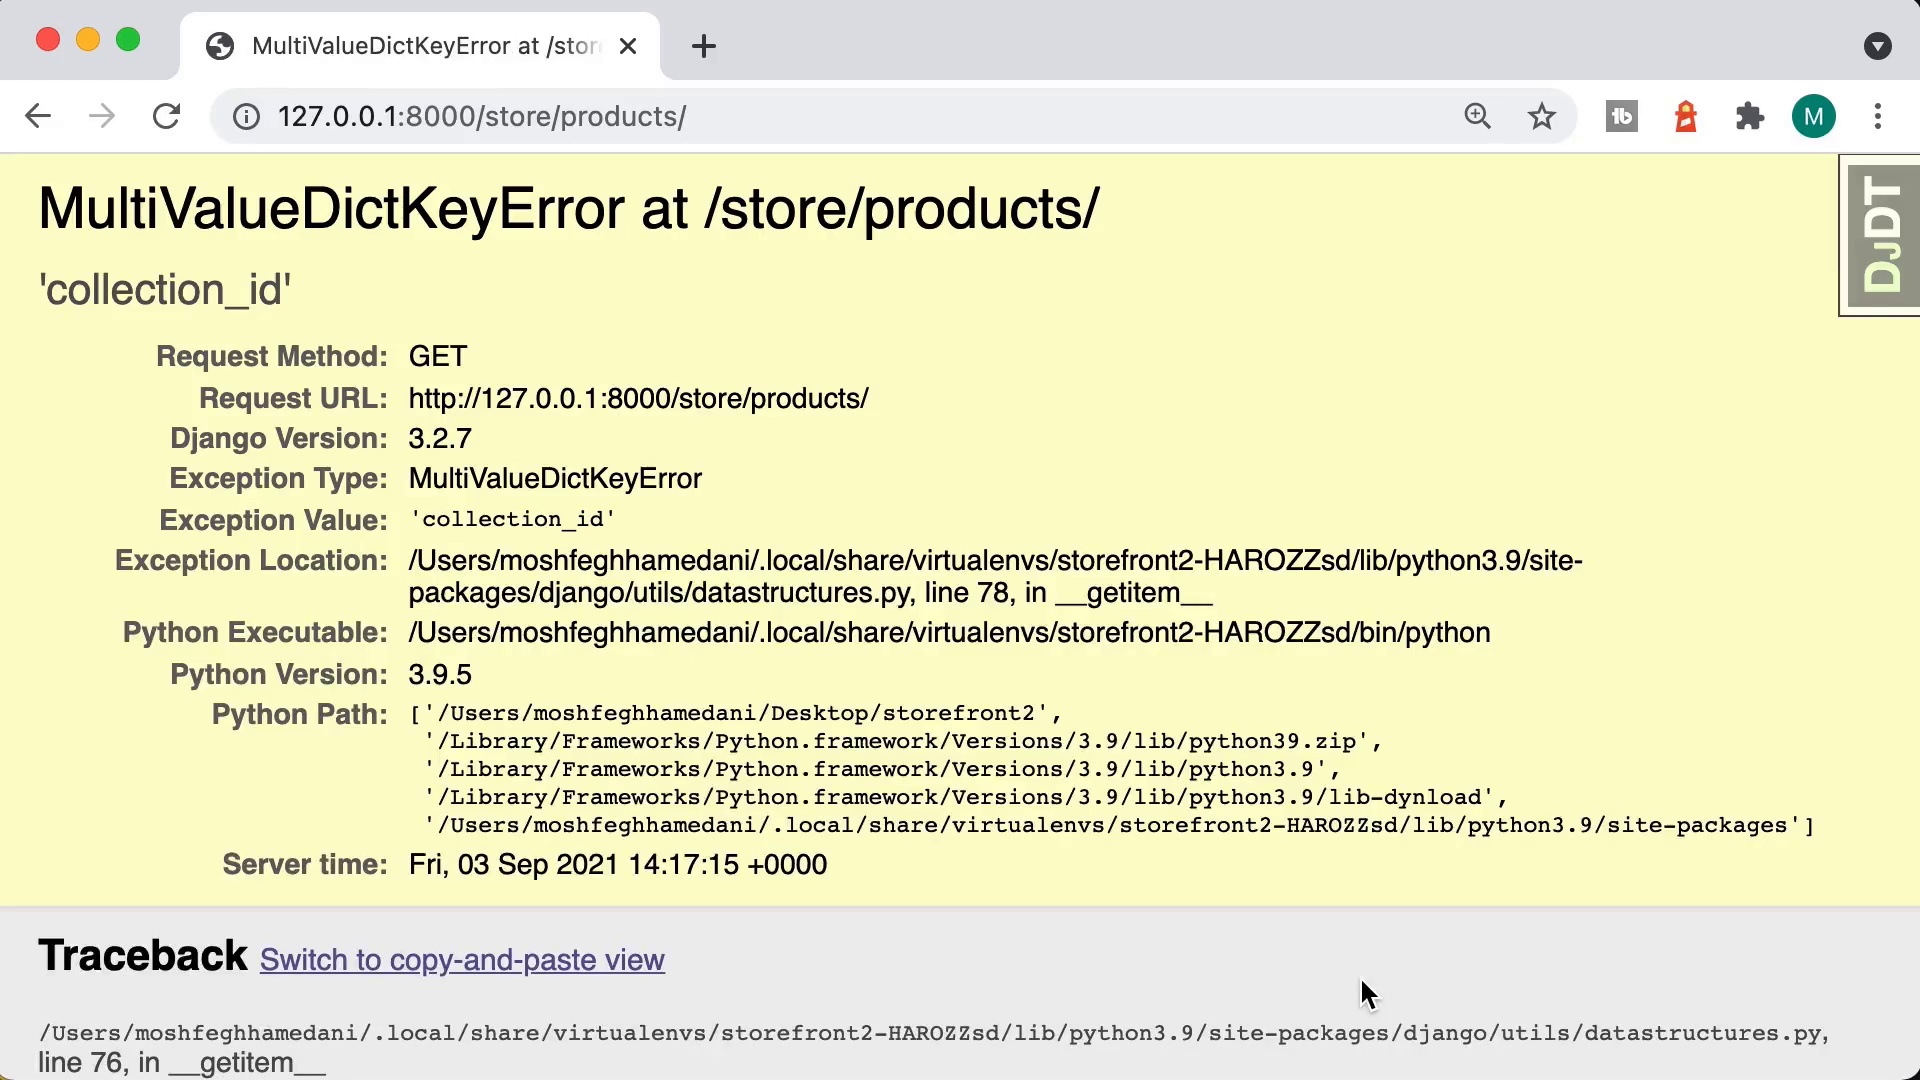 MultiValueDictKeyError at /stor
127.0.0.1:8000/store/products/
M
MultiValueDictKeyError at /store/products/
DJDT
'collection_id'
Request Method: GET
Request URL: http://127.0.0.1:8000/store/products/
Django Version: 3.2.7
Exception Type: MultiValueDictKeyError
Exception Value: 'collection_id'
Exception Location: /Users/moshfeghhamedani/.local/share/virtualenvs/storefront2-HAROZZsd/lib/python3.9/site-
packages/django/utils/datastructures.py, line 78, in __getitem__
Python Executable: /Users/moshfeghhamedani/.local/share/virtualenvs/storefront2-HAROZZsd/bin/python
Python Version: 3.9.5
Python Path: ['/Users/moshfeghhamedani/Desktop/storefront2',
'/Library/Frameworks/Python.framework/Versions/3.9/lib/python39.zip',
'/Library/Frameworks/Python.framework/Versions/3.9/lib/python3.9',
'/Library/Frameworks/Python.framework/Versions/3.9/lib/python3.9/lib-dynload',
'/Users/moshfeghhamedani/.local/share/virtualenvs/storefront2-HAROZZsd/lib/python3.9/site-packages']
Server time: Fri, 03 Sep 2021 14:17:15 +0000
Traceback Switch to copy-and-paste view
/Users/moshfeghhamedani/.local/share/virtualenvs/storefront2-HAROZZsd/lib/python3.9/site-packages/django/utils/datastructures.py,
line 76, in __getitem__